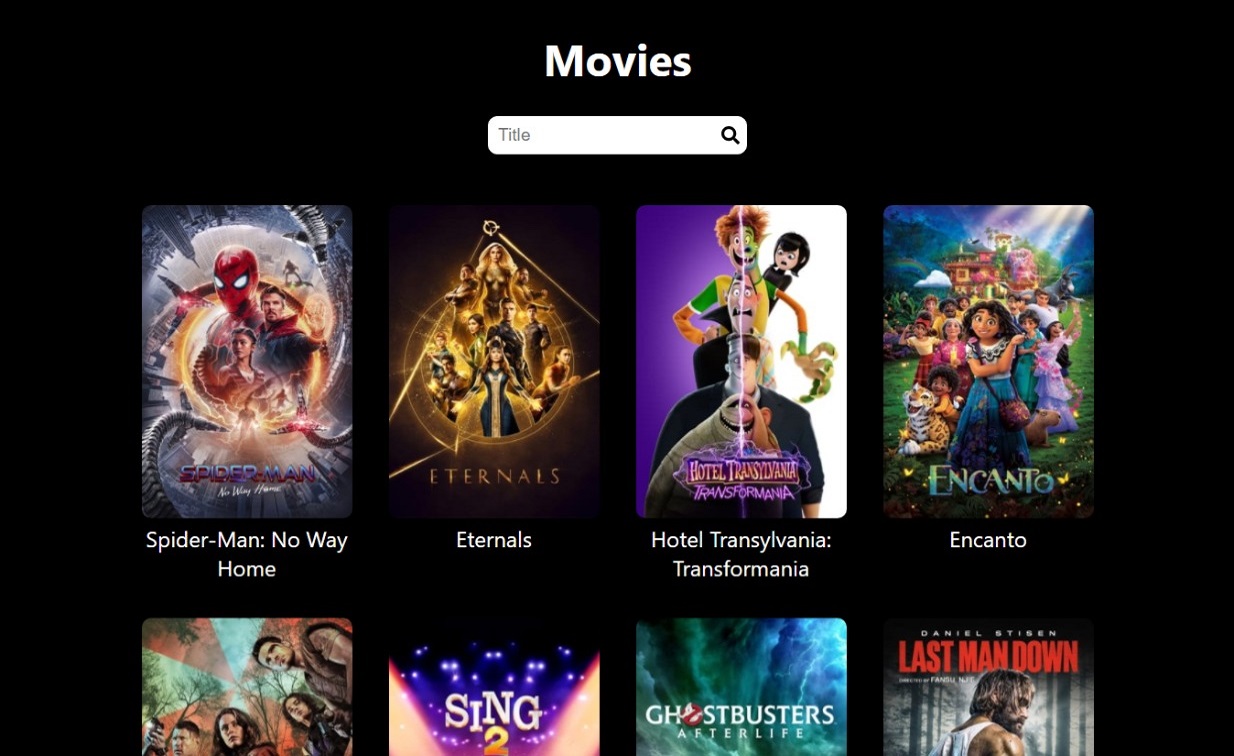 Movies
Title
SPIDER-MAN
No Way Home
ETERNALS
HOTEL TRANSYLVANIA
TRANSFORMANIA
ENCANTO
Spider-Man: No Way
Home
Eternals
Hotel Transylvania:
Transformania
Encanto
SING
2
GHOSTBUSTERS
AFTERLIFE
DANIEL STISEN
LAST MAN DOWN
DIRECTED BY FANSU NJIE